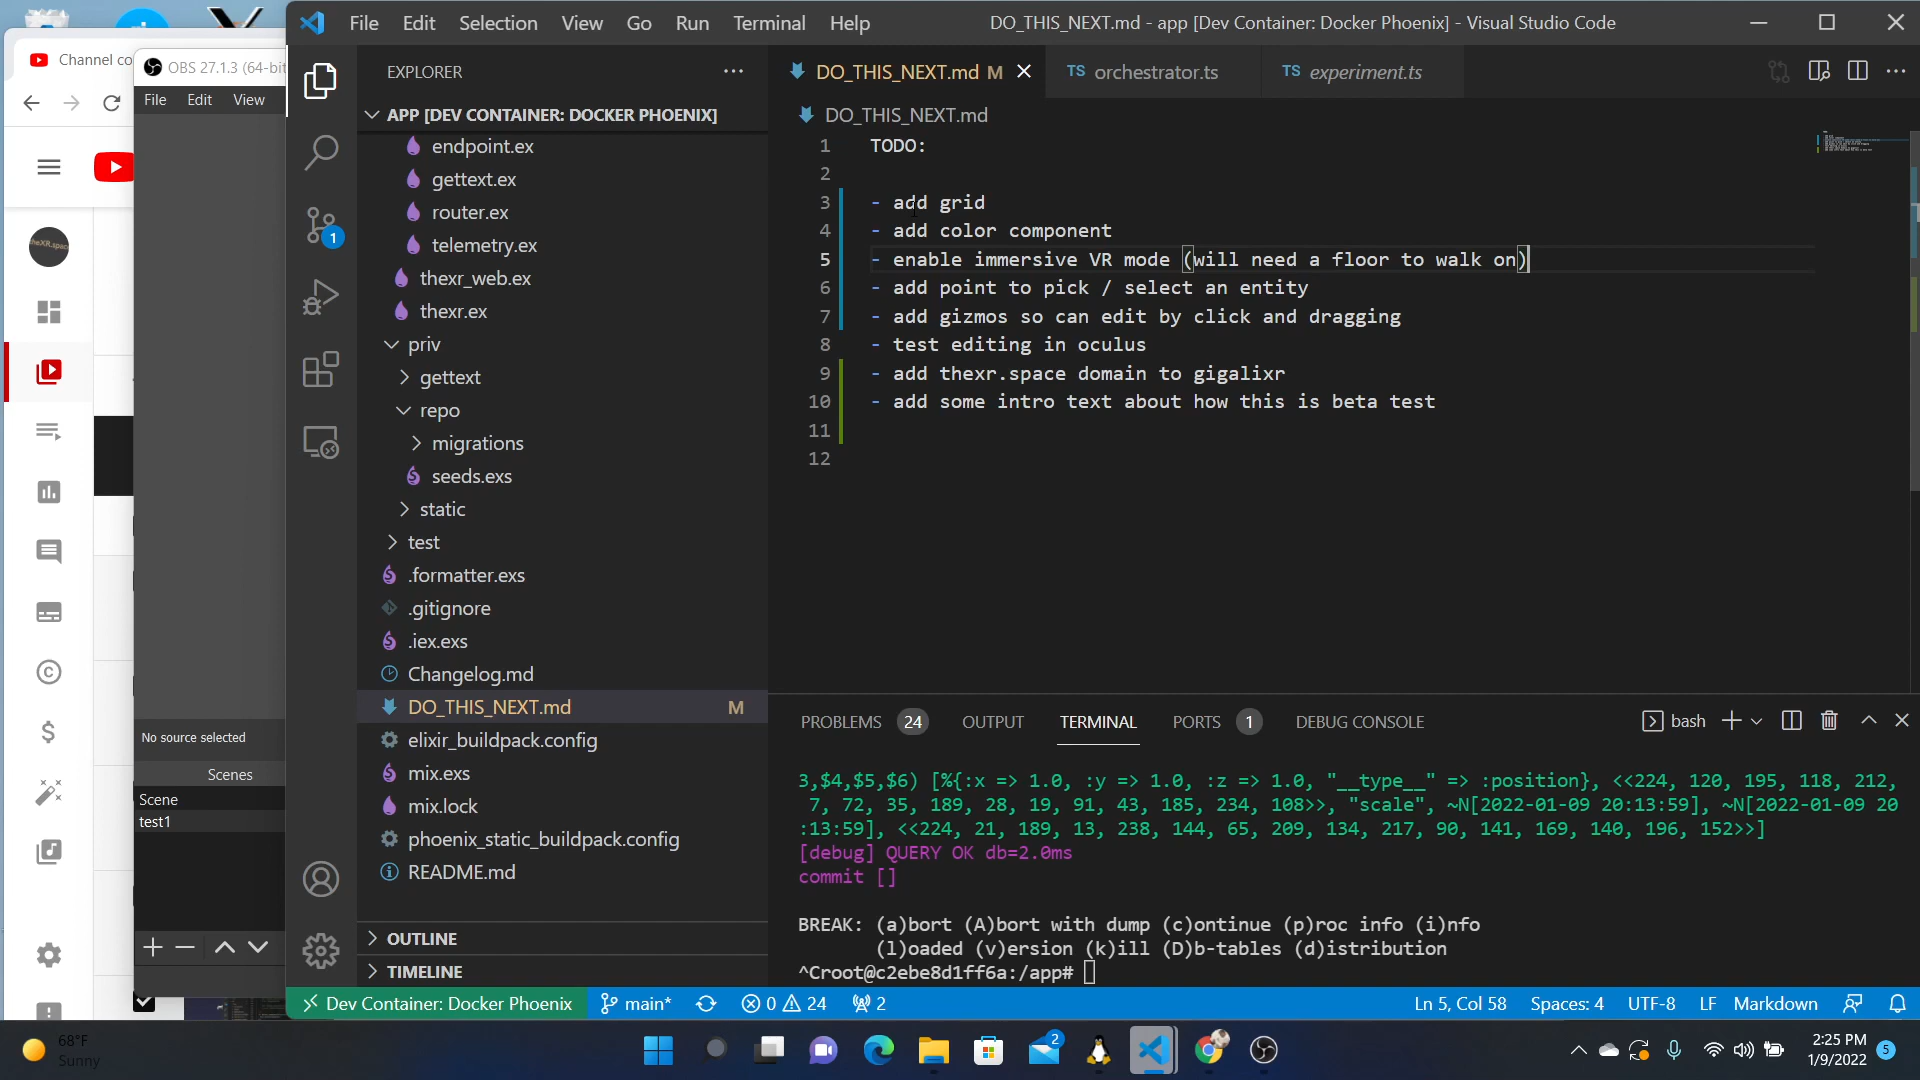 File Edit Selection View Go Run Terminal Help
DO_THIS_NEXT.md - app [Dev Container: Docker Phoenix] - Visual Studio Code
Channel co
OBS 27.1.3 (64-bit
File Edit View
theXR.space
No source selected
Scenes
Scene
test1
EXPLORER
APP [DEV CONTAINER: DOCKER PHOENIX]
endpoint.ex
gettext.ex
router.ex
telemetry.ex
thexr_web.ex
thexr.ex
priv
gettext
repo
migrations
seeds.exs
static
test
.formatter.exs
.gitignore
.iex.exs
Changelog.md
DO_THIS_NEXT.md M
elixir_buildpack.config
mix.exs
mix.lock
phoenix_static_buildpack.config
README.md
OUTLINE
TIMELINE
1
DO_THIS_NEXT.md M
TS orchestrator.ts
TS experiment.ts
DO_THIS_NEXT.md
1 TODO:
2
3 - add grid
4 - add color component
5 - enable immersive VR mode (will need a floor to walk on)
6 - add point to pick / select an entity
7 - add gizmos so can edit by click and dragging
8 - test editing in oculus
9 - add thexr.space domain to gigalixr
10 - add some intro text about how this is beta test
11
12
PROBLEMS 24 OUTPUT TERMINAL PORTS 1 DEBUG CONSOLE
bash
3,$4,$5,$6) [%{:x => 1.0, :y => 1.0, :z => 1.0, "__type__" => :position}, <<224, 120, 195, 118, 212,
7, 72, 35, 189, 28, 19, 91, 43, 185, 234, 108>>, "scale", ~N[2022-01-09 20:13:59], ~N[2022-01-09 20
:13:59], <<224, 21, 189, 13, 238, 144, 65, 209, 134, 217, 90, 141, 169, 140, 196, 152>>]
[debug] QUERY OK db=2.0ms
commit []
BREAK: (a)bort (A)bort with dump (c)ontinue (p)roc info (i)nfo
(l)oaded (v)ersion (k)ill (D)b-tables (d)istribution
^Croot@c2ebe8d1ff6a:/app#
Dev Container: Docker Phoenix main* 0 24 2
Ln 5, Col 58 Spaces: 4 UTF-8 LF Markdown
68°F
Sunny
2
2:25 PM
1/9/2022
5